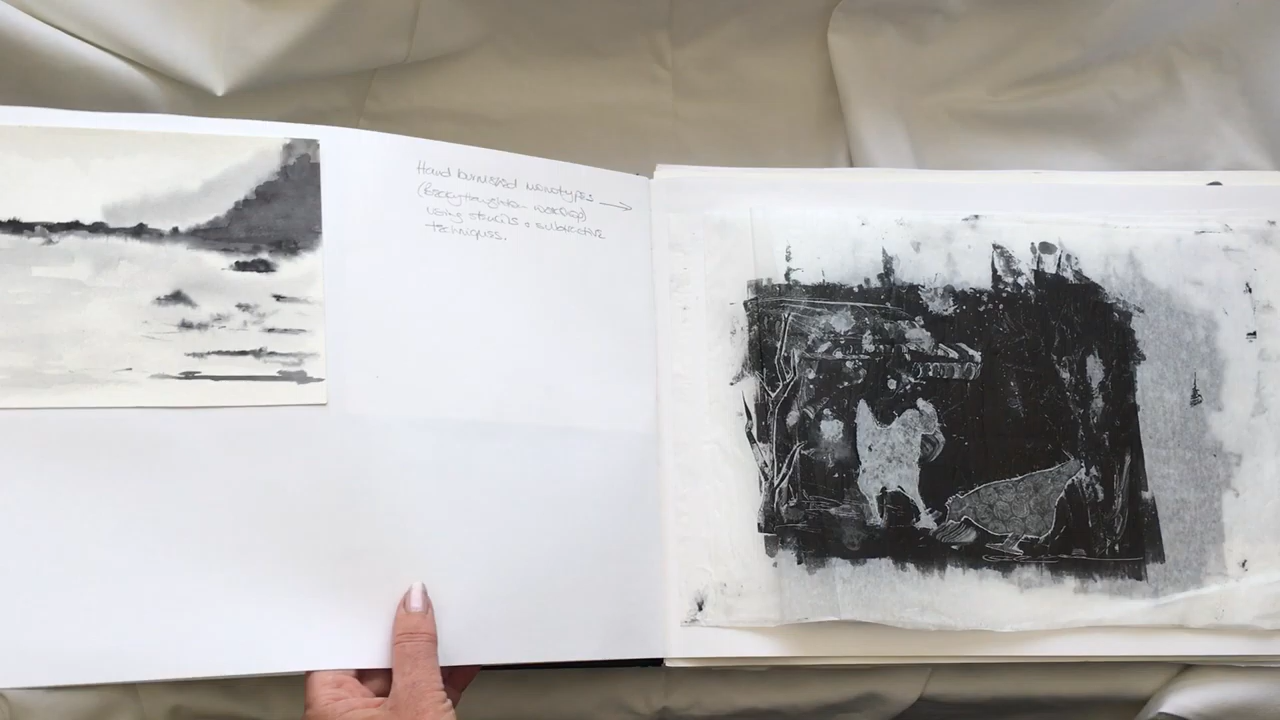 Hand burnished monotypes
workshop)
using stencils + subtractive
techniques.